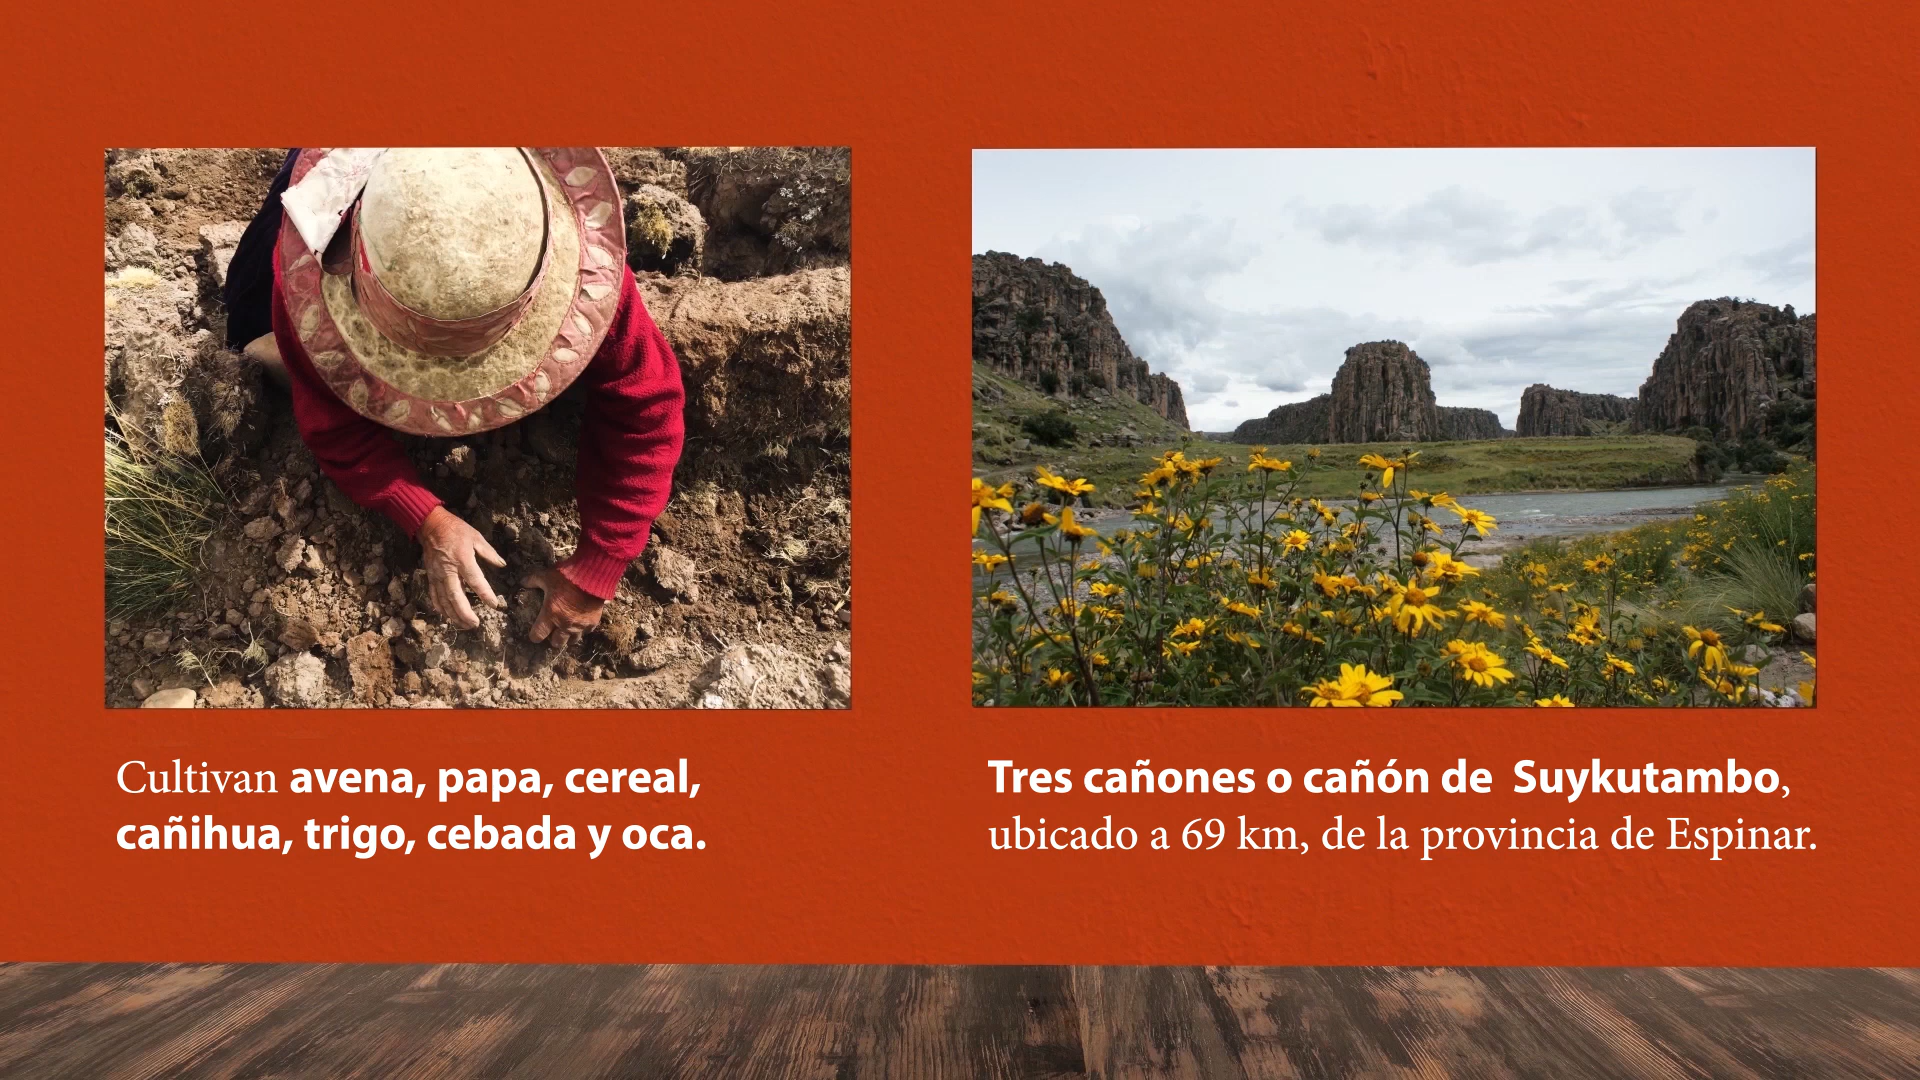 Cultivan avena, papa, cereal,
cañihua, trigo, cebada y oca.
Tres cañones o cañón de Suykutambo,
ubicado a 69 km, de la provincia de Espinar.